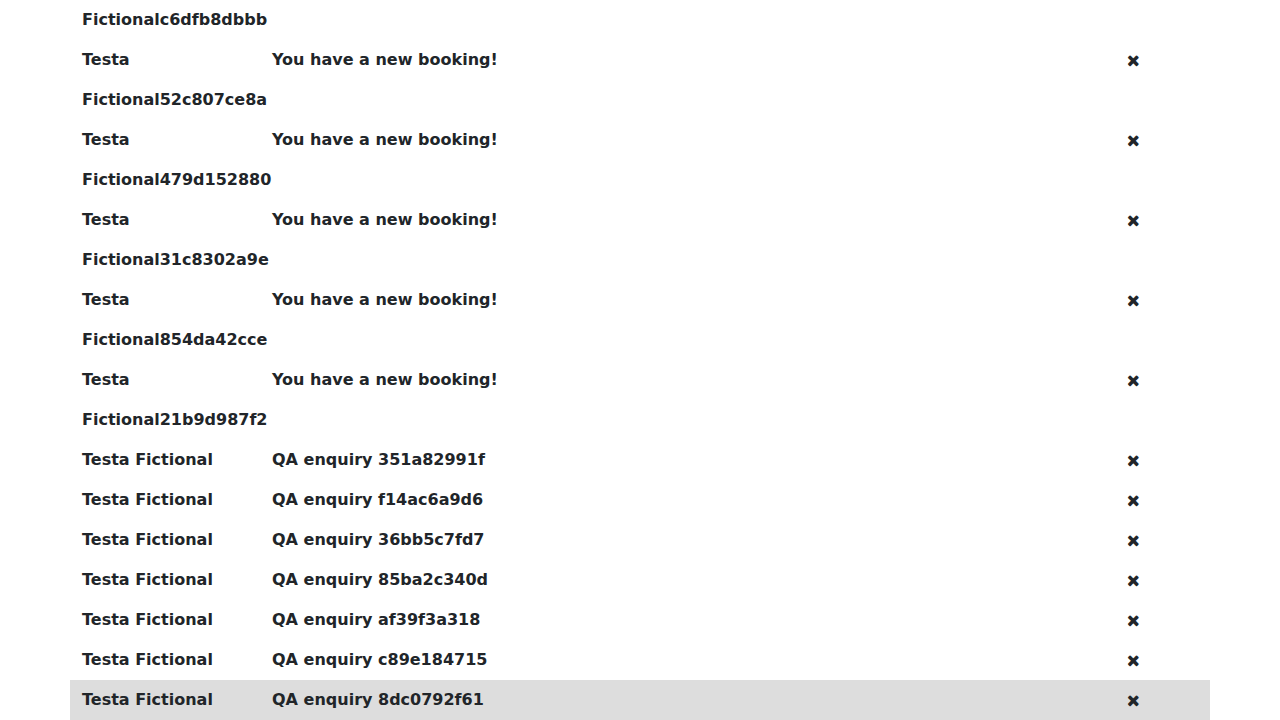 Fictionalc6dfb8dbbb
Testa You have a new booking! ✖
Fictional52c807ce8a
Testa You have a new booking! ✖
Fictional479d152880
Testa You have a new booking! ✖
Fictional31c8302a9e
Testa You have a new booking! ✖
Fictional854da42cce
Testa You have a new booking! ✖
Fictional21b9d987f2
Testa Fictional QA enquiry 351a82991f ✖
Testa Fictional QA enquiry f14ac6a9d6 ✖
Testa Fictional QA enquiry 36bb5c7fd7 ✖
Testa Fictional QA enquiry 85ba2c340d ✖
Testa Fictional QA enquiry af39f3a318 ✖
Testa Fictional QA enquiry c89e184715 ✖
Testa Fictional QA enquiry 8dc0792f61 ✖